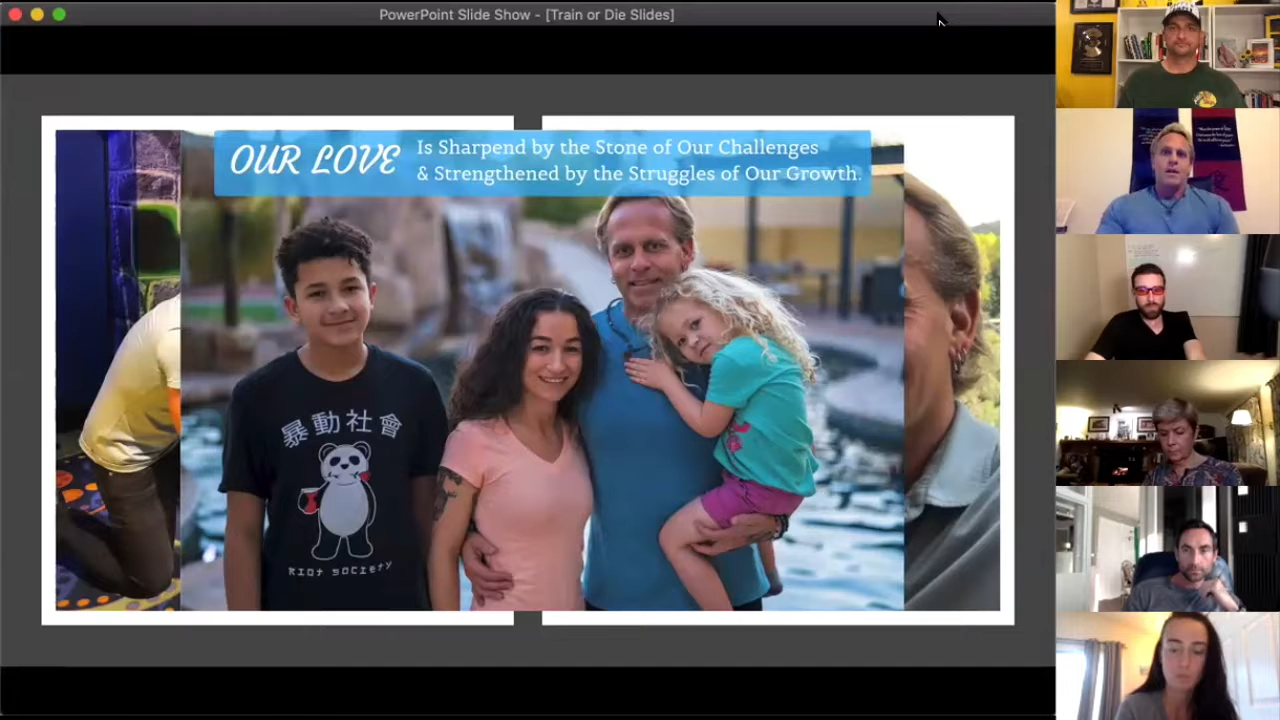 PowerPoint Slide Show - [Train or Die Slides]
OUR LOVE
Is Sharpend by the Stone of Our Challenges
& Strengthened by the Struggles of Our Growth.
暴動社會
RIOT SOCIETY